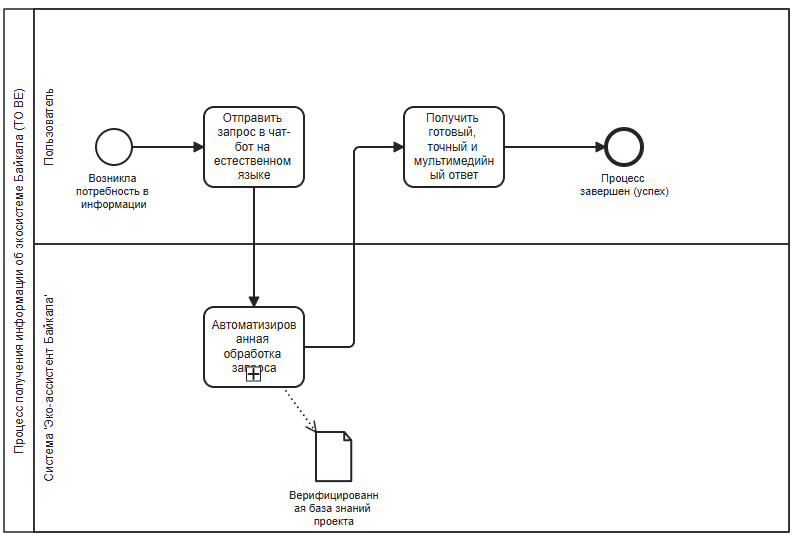 Процесс получения информации об экосистеме Байкала (TO BE)
Пользователь
Возникла
потребность в
информации
Отправить
запрос в чат-
бот на
естественном
языке
Получить
готовый,
точный и
мультимедийн
ый ответ
Процесс
завершен (успех)
Система "Эко-ассистент Байкала"
Автоматизиров
анная
обработка
запроса
Верифицированн
ая база знаний
проекта